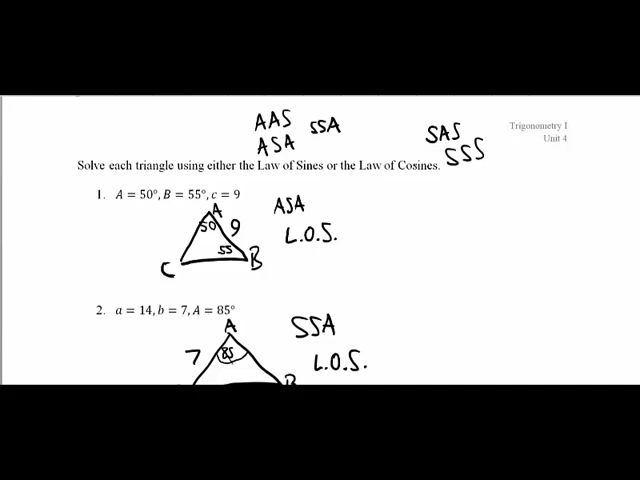 AAS SSA SAS Trigonometry I
ASA SSS Unit 4
Solve each triangle using either the Law of Sines or the Law of Cosines.
1. A = 50°, B = 55°, c = 9
A ASA
50 9 L.O.S.
55
C B
2. a = 14, b = 7, A = 85°
A SSA
7 85 L.O.S.
B